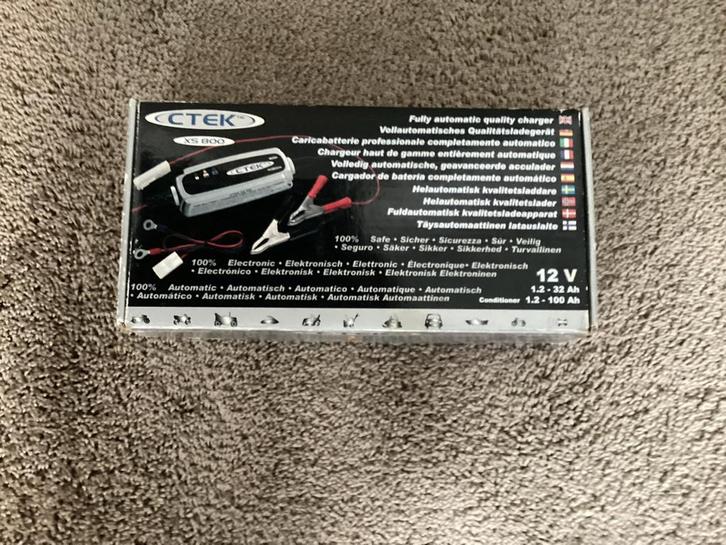 CTEK™
XS 800
CTEK
Fully automatic quality charger
Vollautomatisches Qualitätsladegerät
Caricabatterie professionale completamente automatico
Chargeur haut de gamme entièrement automatique
Volledig automatische, geavanceerde acculader
Cargador de batería completamente automático
Helautomatisk kvalitetsladdare
Helautomatisk kvalitetslader
Fuldautomatisk kvalitetsladeapparat
Täysautomaattinen latauslaite
100% Safe • Sicher • Sicurezza • Sûr • Veilig
• Seguro • Säker • Sikker • Sikkerhed • Turvallinen
100% Electronic • Elektronisch • Elettronic • Électronique • Elektronisch
• Electrónico • Elektronisk • Elektronisk • Elektronisk Elektroninen
100% Automatic • Automatisch • Automatico • Automatique • Automatisch
• Automático • Automatisk • Automatisk • Automatisk Automaattinen
12 V
1.2 - 32 Ah
Conditioner 1.2 - 100 Ah